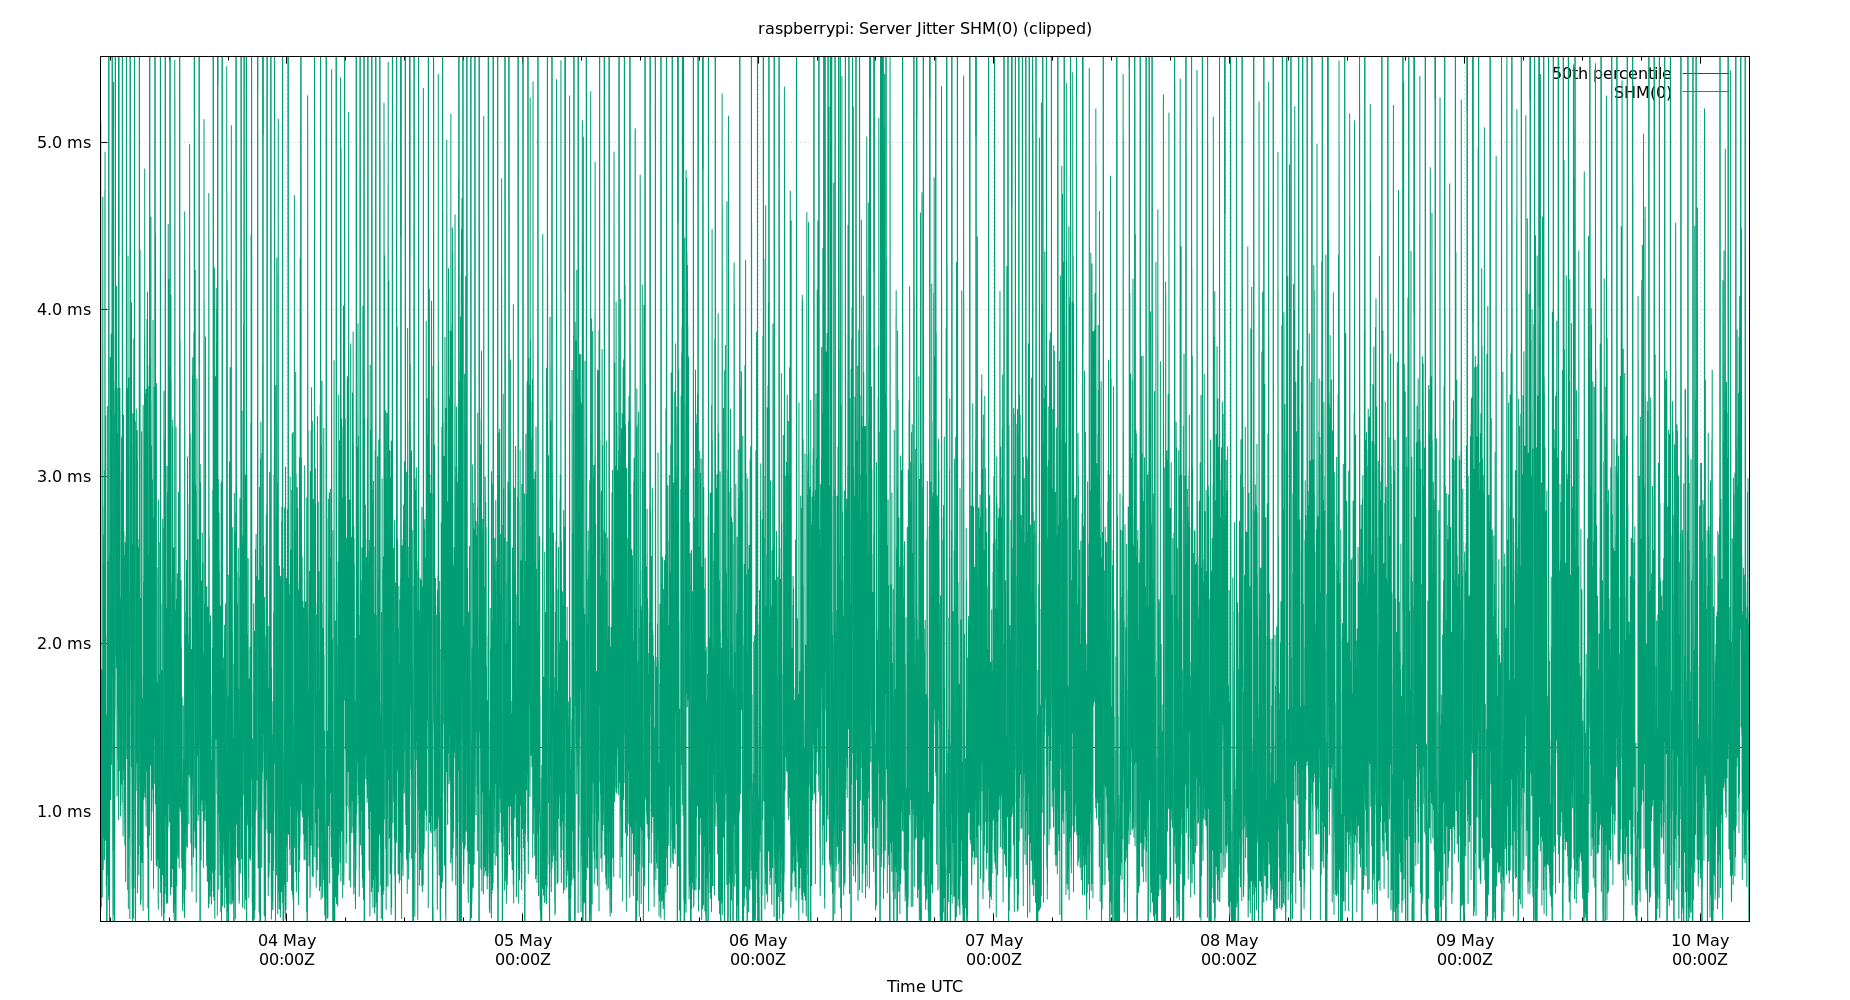 raspberrypi: Server Jitter SHM(0) (clipped)
50th percentile
SHM(0)
5.0 ms
4.0 ms
3.0 ms
2.0 ms
1.0 ms
04 May 05 May 06 May 07 May 08 May 09 May 10 May
00:00Z 00:00Z 00:00Z 00:00Z 00:00Z 00:00Z 00:00Z
Time UTC